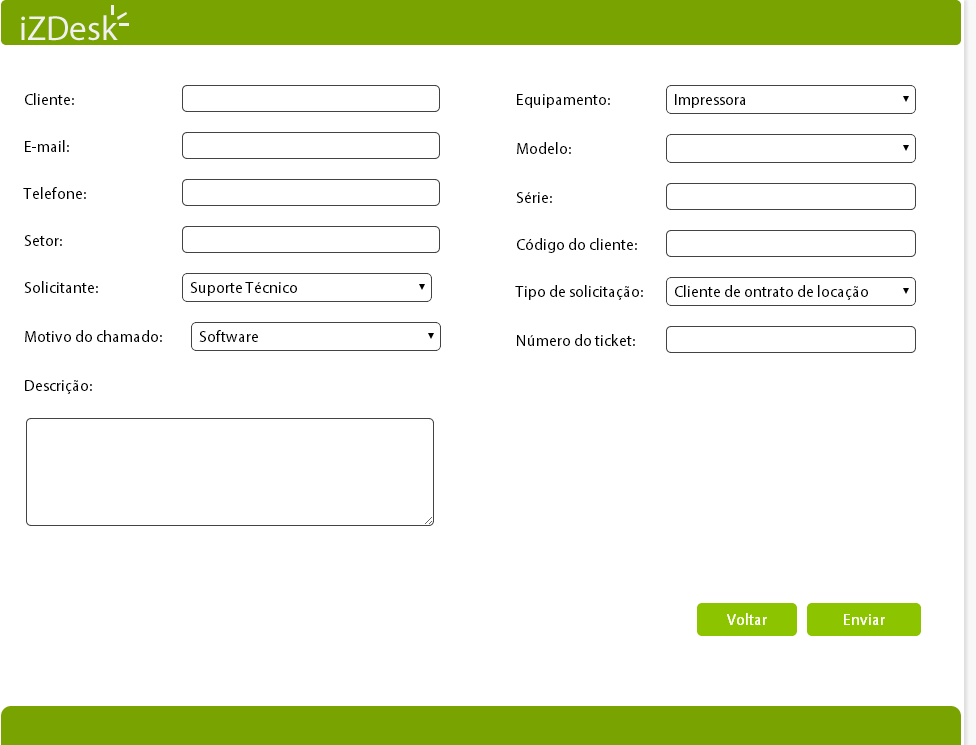 iZDesk
Cliente:
E-mail:
Telefone:
Setor:
Solicitante: Suporte Técnico
Motivo do chamado: Software
Descrição:
Equipamento: Impressora
Modelo:
Série:
Código do cliente:
Tipo de solicitação: Cliente de ontrato de locação
Número do ticket:
Voltar Enviar